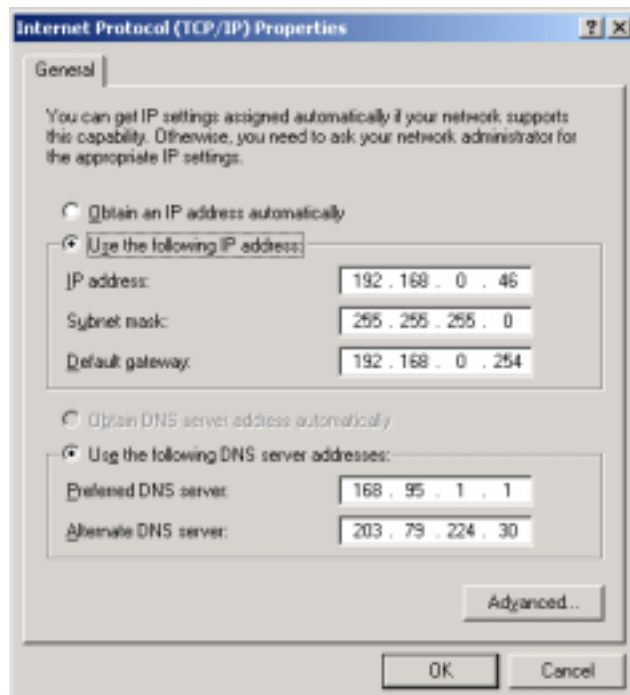 Internet Protocol (TCP/IP) Properties
General
You can get IP settings assigned automatically if your network supports
this capability. Otherwise, you need to ask your network administrator for
the appropriate IP settings.
Obtain an IP address automatically
Use the following IP address:
IP address: 192 . 168 . 0 . 46
Subnet mask: 255 . 255 . 255 . 0
Default gateway: 192 . 168 . 0 . 254
Obtain DNS server address automatically
Use the following DNS server addresses:
Preferred DNS server: 168 . 95 . 1 . 1
Alternate DNS server: 203 . 79 . 224 . 30
Advanced...
OK Cancel